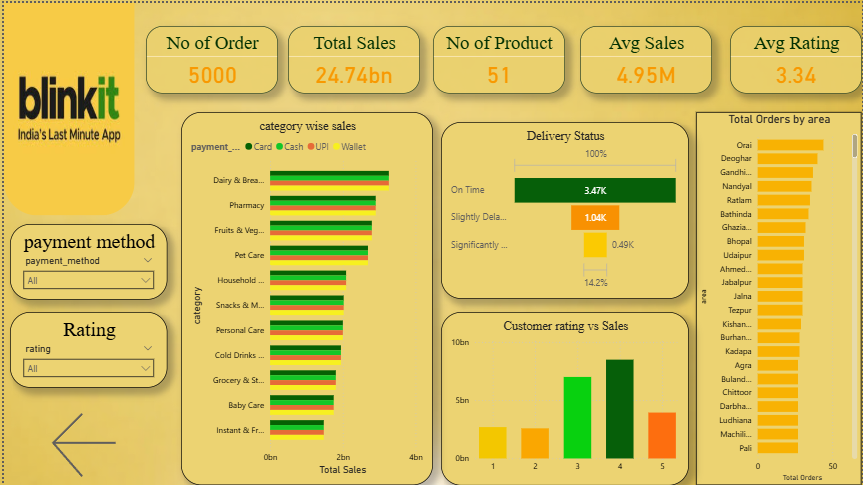 blinkit
India's Last Minute App
No of Order
5000
Total Sales
24.74bn
No of Product
51
Avg Sales
4.95M
Avg Rating
3.34
payment method
payment_method
All
Rating
rating
All
category wise sales
payment_... Card Cash UPI Wallet
category
Dairy & Brea...
Pharmacy
Fruits & Veg...
Pet Care
Household ...
Snacks & M...
Personal Care
Cold Drinks ...
Grocery & St...
Baby Care
Instant & Fr...
0bn 2bn 4bn
Total Sales
Delivery Status
100%
On Time 3.47K
Slightly Dela... 1.04K
Significantly ... 0.49K
14.2%
Customer rating vs Sales
10bn
5bn
0bn
1 2 3 4 5
Total Orders by area
area
Orai
Deoghar
Gandhi...
Nandyal
Ratlam
Bathinda
Ghazia...
Bhopal
Udaipur
Ahmed...
Jabalpur
Jalna
Tezpur
Kishan...
Burhan...
Kadapa
Agra
Buland...
Chittoor
Darbha...
Ludhiana
Machili...
Pali
0 50
Total Orders